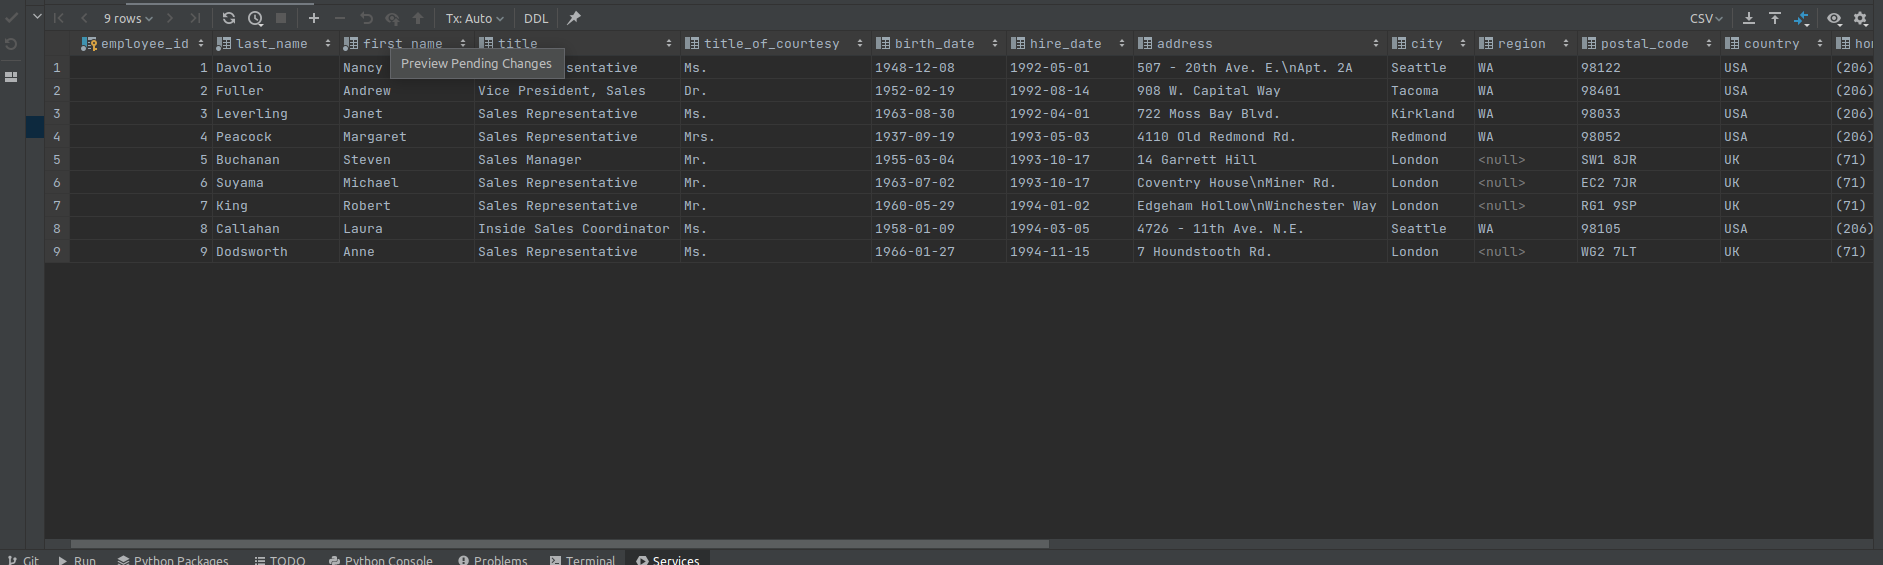 9 rows Tx: Auto DDL CSV
employee_id last_name first_name title title_of_courtesy birth_date hire_date address city region postal_code country
Preview Pending Changes
1 1 Davolio Nancy Ms. 1948-12-08 1992-05-01 507 - 20th Ave. E.\nApt. 2A Seattle WA 98122 USA (206)
2 2 Fuller Andrew Vice President, Sales Dr. 1952-02-19 1992-08-14 908 W. Capital Way Tacoma WA 98401 USA (206)
3 3 Leverling Janet Sales Representative Ms. 1963-08-30 1992-04-01 722 Moss Bay Blvd. Kirkland WA 98033 USA (206)
4 4 Peacock Margaret Sales Representative Mrs. 1937-09-19 1993-05-03 4110 Old Redmond Rd. Redmond WA 98052 USA (206)
5 5 Buchanan Steven Sales Manager Mr. 1955-03-04 1993-10-17 14 Garrett Hill London <null> SW1 8JR UK (71)
6 6 Suyama Michael Sales Representative Mr. 1963-07-02 1993-10-17 Coventry House\nMiner Rd. London <null> EC2 7JR UK (71)
7 7 King Robert Sales Representative Mr. 1960-05-29 1994-01-02 Edgeham Hollow\nWinchester Way London <null> RG1 9SP UK (71)
8 8 Callahan Laura Inside Sales Coordinator Ms. 1958-01-09 1994-03-05 4726 - 11th Ave. N.E. Seattle WA 98105 USA (206)
9 9 Dodsworth Anne Sales Representative Ms. 1966-01-27 1994-11-15 7 Houndstooth Rd. London <null> WG2 7LT UK (71)
Git Run Python Packages TODO Python Console Problems Terminal Services